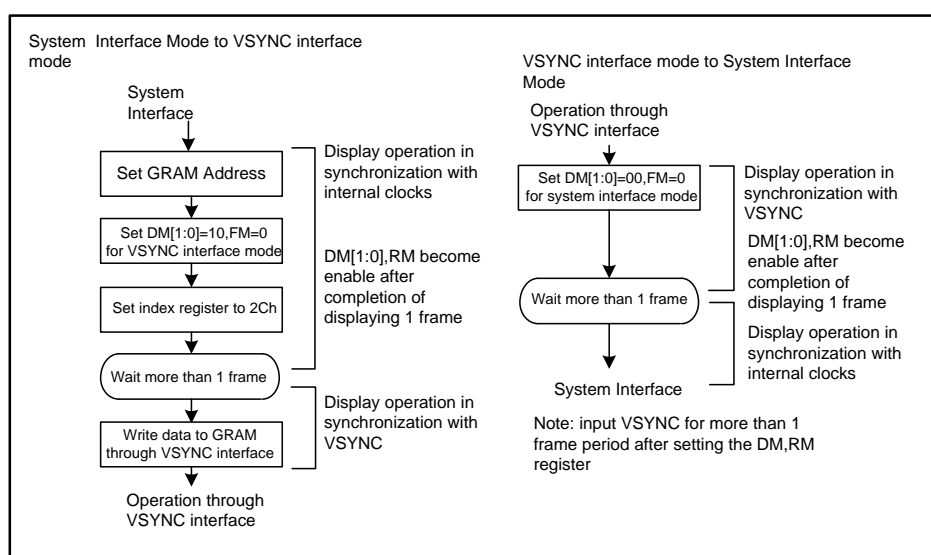 System Interface Mode to VSYNC interface
mode
System
Interface
Set GRAM Address
Set DM[1:0]=10,FM=0
for VSYNC interface mode
Set index register to 2Ch
Wait more than 1 frame
Write data to GRAM
through VSYNC interface
Operation through
VSYNC interface
Display operation in
synchronization with
internal clocks
DM[1:0],RM become
enable after
completion of
displaying 1 frame
Display operation in
synchronization with
VSYNC
VSYNC interface mode to System Interface
Mode
Operation through
VSYNC interface
Set DM[1:0]=00,FM=0
for system interface mode
Wait more than 1 frame
System Interface
Display operation in
synchronization with
VSYNC
DM[1:0],RM become
enable after
completion of
displaying 1 frame
Display operation in
synchronization with
internal clocks
Note: input VSYNC for more than 1
frame period after setting the DM,RM
register